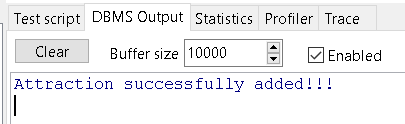 Test script DBMS Output Statistics Profiler Trace
Clear Buffer size 10000 Enabled
Attraction successfully added!!!